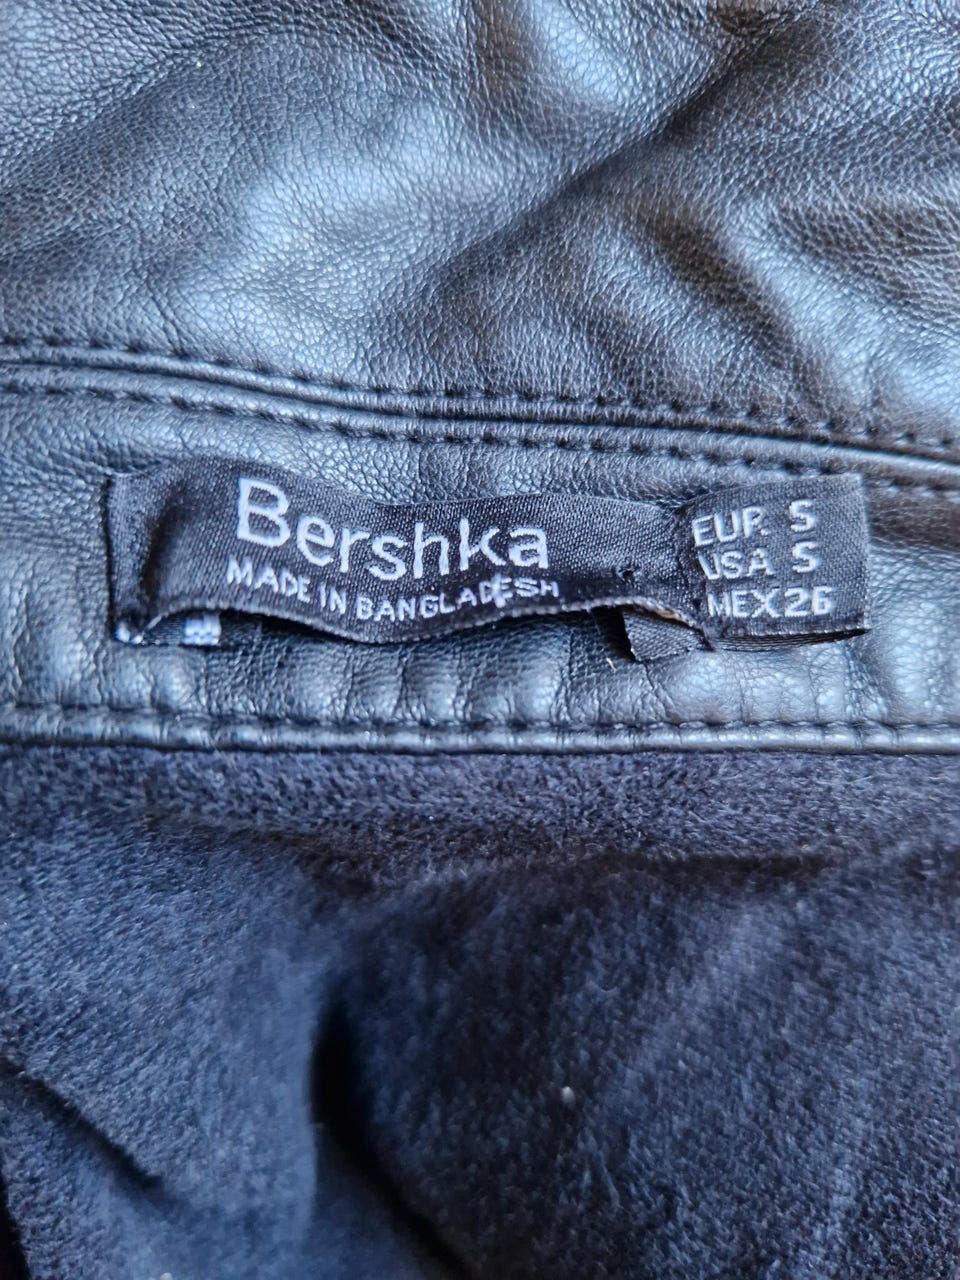 Bershka
MADE IN BANGLADESH
EUR S
USA S
MEX 26